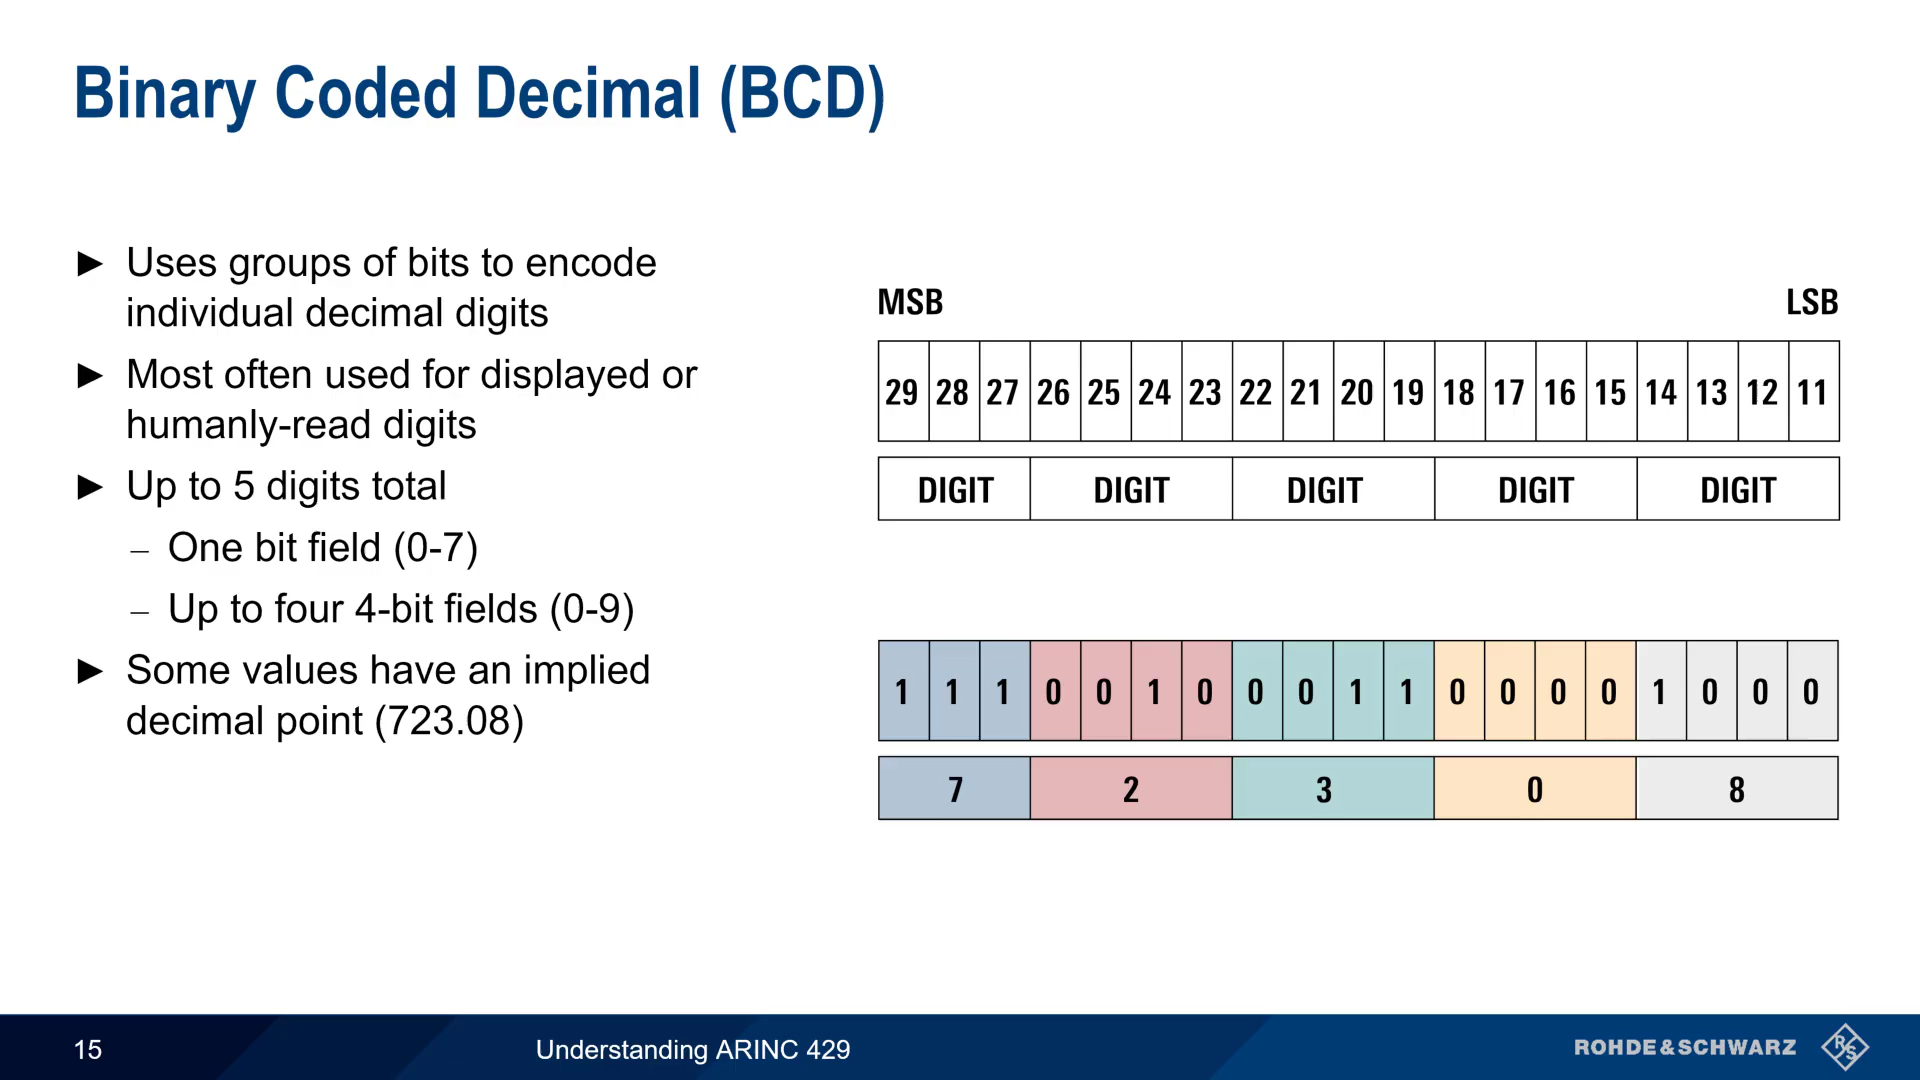 Binary Coded Decimal (BCD)
► Uses groups of bits to encode
individual decimal digits
► Most often used for displayed or
humanly-read digits
► Up to 5 digits total
– One bit field (0-7)
– Up to four 4-bit fields (0-9)
► Some values have an implied
decimal point (723.08)
MSB LSB
29 28 27 26 25 24 23 22 21 20 19 18 17 16 15 14 13 12 11
DIGIT DIGIT DIGIT DIGIT DIGIT
1 1 1 0 0 1 0 0 0 1 1 0 0 0 0 1 0 0 0
7 2 3 0 8
15 Understanding ARINC 429 ROHDE&SCHWARZ R S